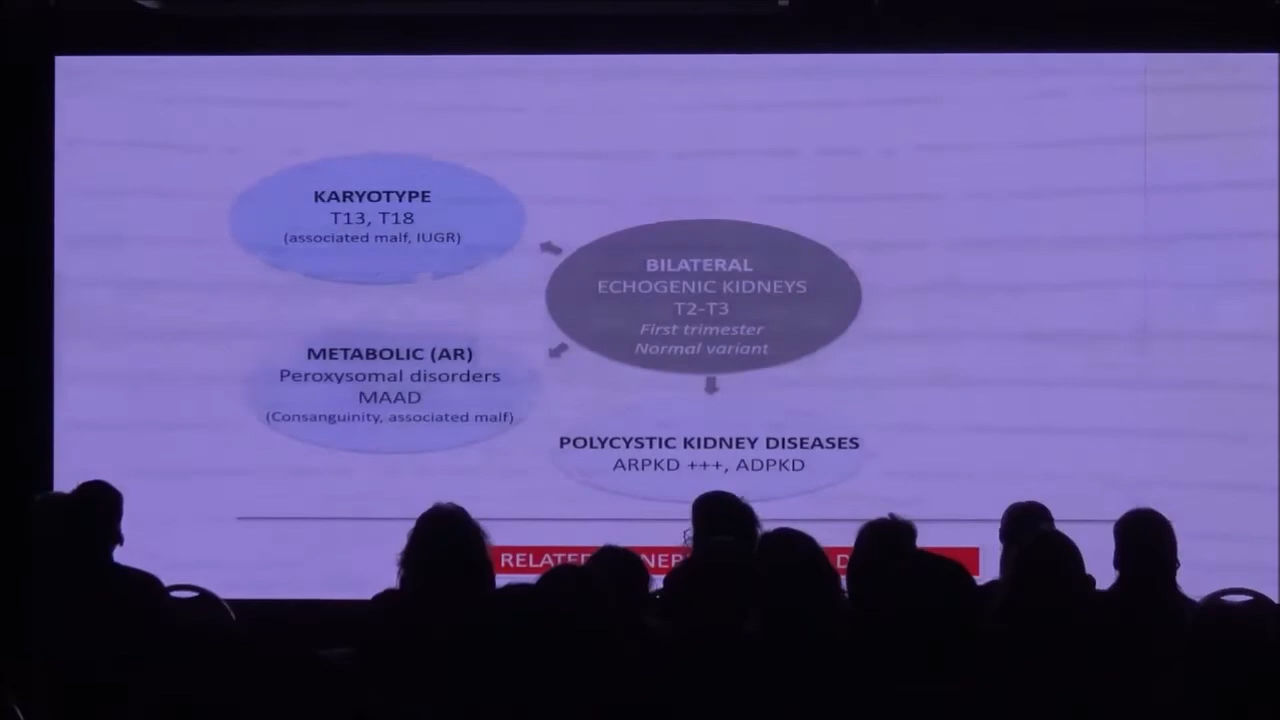 KARYOTYPE
T13, T18
(associated malf, IUGR)
BILATERAL
ECHOGENIC KIDNEYS
T2-T3
First trimester
Normal variant
METABOLIC (AR)
Peroxysomal disorders
MAAD
(Consanguinity, associated malf)
POLYCYSTIC KIDNEY DISEASES
ARPKD +++, ADPKD
RELATE